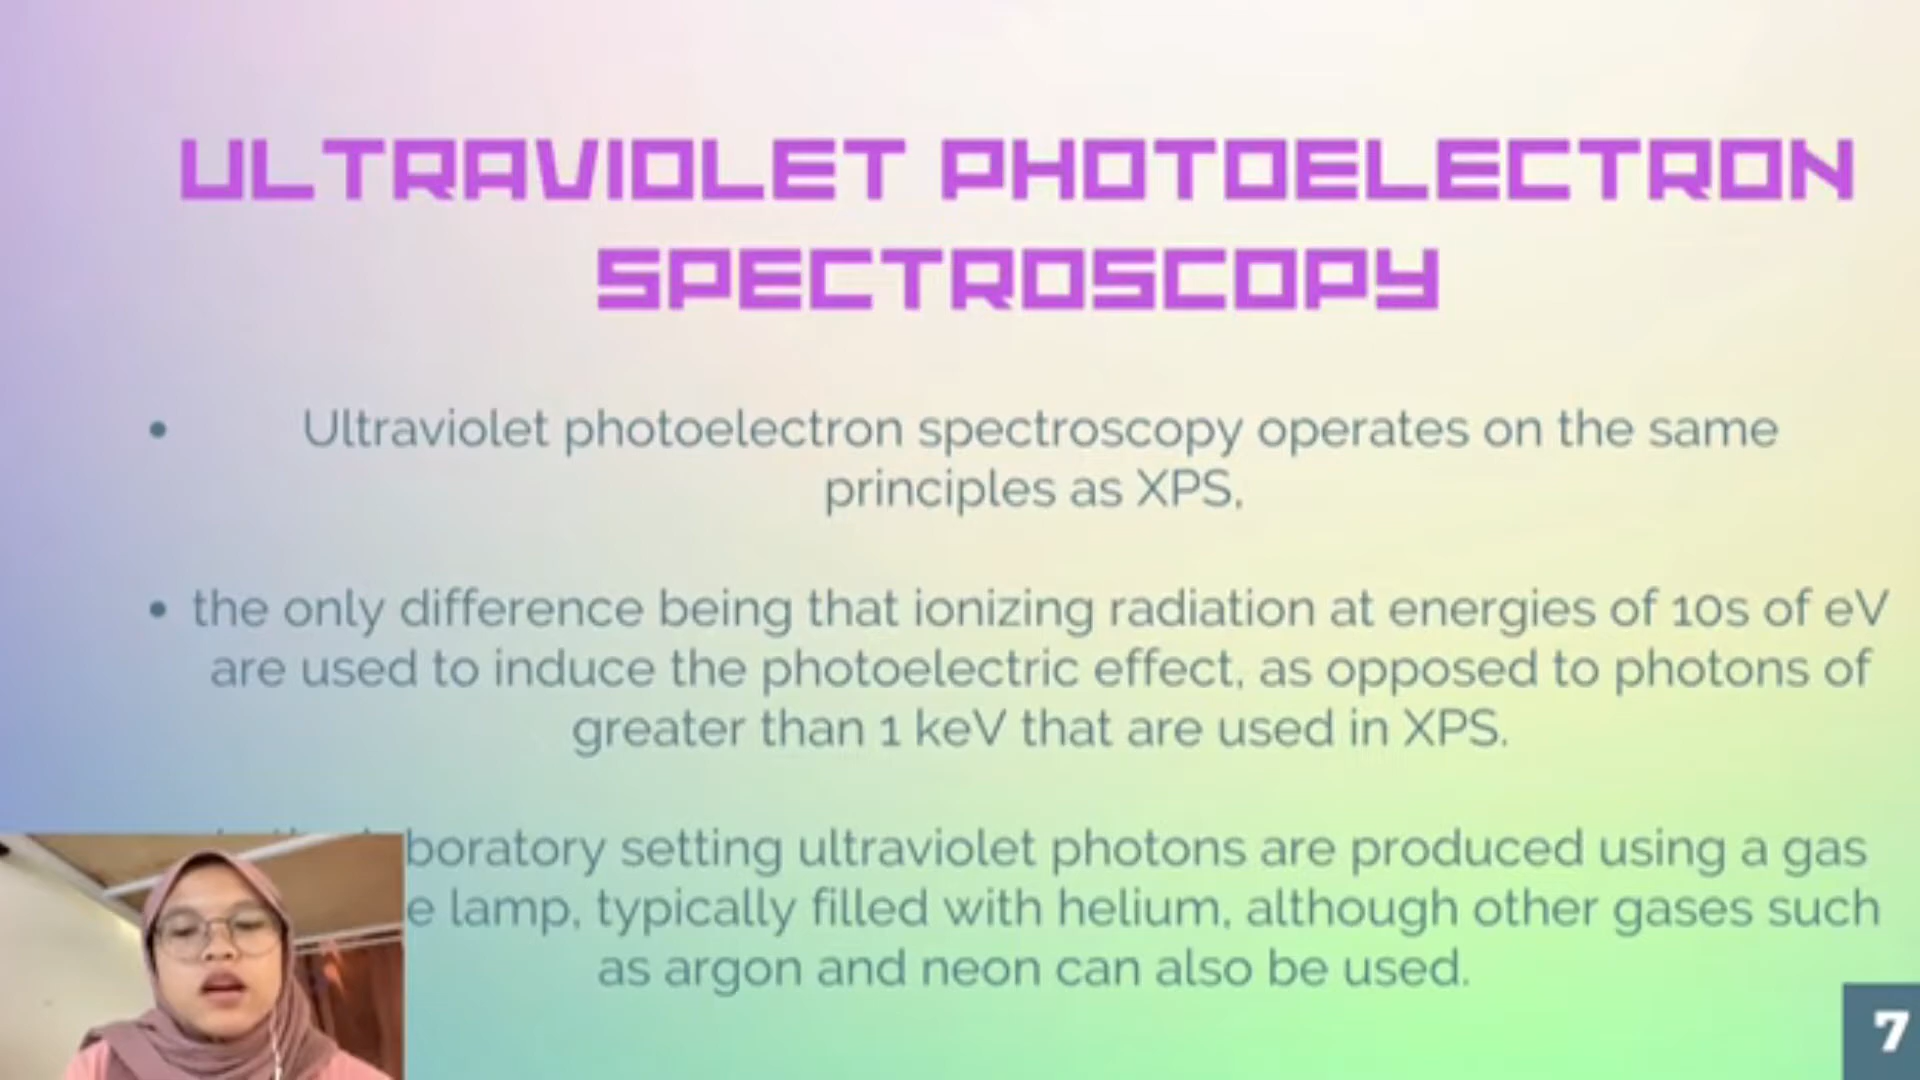 ULTRAVIOLET PHOTOELECTRON
SPECTROSCOPY
• Ultraviolet photoelectron spectroscopy operates on the same
principles as XPS,
• the only difference being that ionizing radiation at energies of 10s of eV
are used to induce the photoelectric effect, as opposed to photons of
greater than 1 keV that are used in XPS.
boratory setting ultraviolet photons are produced using a gas
e lamp, typically filled with helium, although other gases such
as argon and neon can also be used.
7